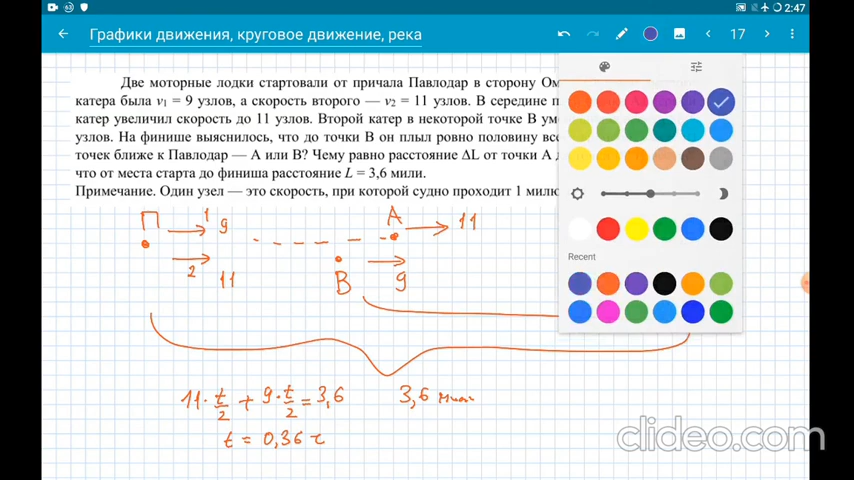 63
2:47
Графики движения, круговое движение, река
17
Две моторные лодки стартовали от причала Павлодар в сторону Ом
катера была v₁ = 9 узлов, а скорость второго — v₂ = 11 узлов. В середине п
катер увеличил скорость до 11 узлов. Второй катер в некоторой точке В ум
узлов. На финише выяснилось, что до точки В он плыл ровно половину все
точек ближе к Павлодар — А или В? Чему равно расстояние ΔL от точки А д
что от места старта до финиша расстояние L = 3,6 мили.
Примечание. Один узел — это скорость, при которой судно проходит 1 милю
П 1 9 А 11
2 11 В 9
11 · t/2 + 9 · t/2 = 3,6
3,6
t = 0,36 ч
Recent
clideo.com